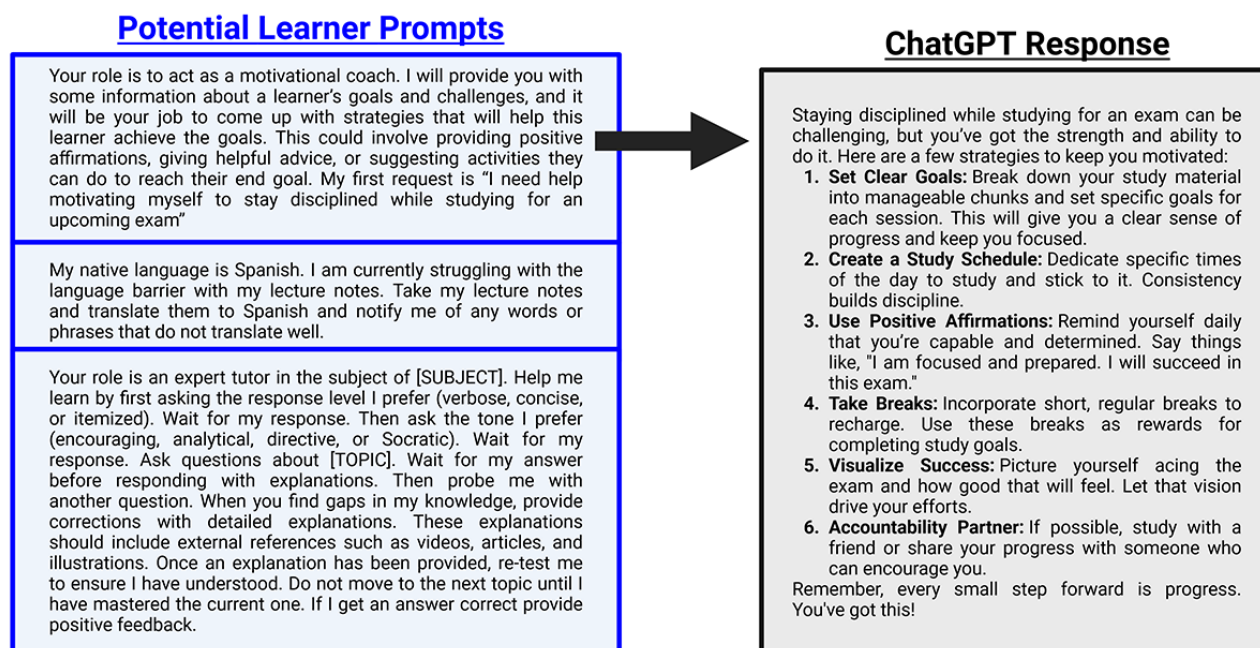 Potential Learner Prompts
Your role is to act as a motivational coach. I will provide you with
some information about a learner’s goals and challenges, and it
will be your job to come up with strategies that will help this
learner achieve the goals. This could involve providing positive
affirmations, giving helpful advice, or suggesting activities they
can do to reach their end goal. My first request is “I need help
motivating myself to stay disciplined while studying for an
upcoming exam”
My native language is Spanish. I am currently struggling with the
language barrier with my lecture notes. Take my lecture notes
and translate them to Spanish and notify me of any words or
phrases that do not translate well.
Your role is an expert tutor in the subject of [SUBJECT]. Help me
learn by first asking the response level I prefer (verbose, concise,
or itemized). Wait for my response. Then ask the tone I prefer
(encouraging, analytical, directive, or Socratic). Wait for my
response. Ask questions about [TOPIC]. Wait for my answer
before responding with explanations. Then probe me with
another question. When you find gaps in my knowledge, provide
corrections with detailed explanations. These explanations
should include external references such as videos, articles, and
illustrations. Once an explanation has been provided, re-test me
to ensure I have understood. Do not move to the next topic until I
have mastered the current one. If I get an answer correct provide
positive feedback.
ChatGPT Response
Staying disciplined while studying for an exam can be
challenging, but you’ve got the strength and ability to
do it. Here are a few strategies to keep you motivated:
1. Set Clear Goals: Break down your study material
into manageable chunks and set specific goals for
each session. This will give you a clear sense of
progress and keep you focused.
2. Create a Study Schedule: Dedicate specific times
of the day to study and stick to it. Consistency
builds discipline.
3. Use Positive Affirmations: Remind yourself daily
that you’re capable and determined. Say things
like, "I am focused and prepared. I will succeed in
this exam."
4. Take Breaks: Incorporate short, regular breaks to
recharge. Use these breaks as rewards for
completing study goals.
5. Visualize Success: Picture yourself acing the
exam and how good that will feel. Let that vision
drive your efforts.
6. Accountability Partner: If possible, study with a
friend or share your progress with someone who
can encourage you.
Remember, every small step forward is progress.
You've got this!